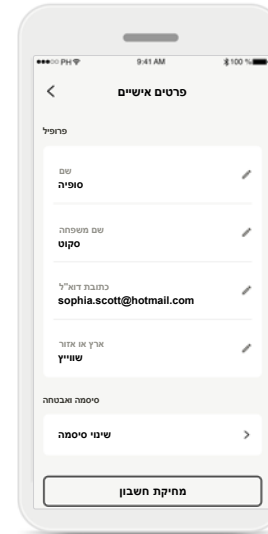 PH 9:41 AM 100 %
פרטים אישיים
פרופיל
שם
סופיה
שם משפחה
סקוט
כתובת דוא"ל
sophia.scott@hotmail.com
ארץ או אזור
שווייץ
סיסמה ואבטחה
שינוי סיסמה
מחיקת חשבון